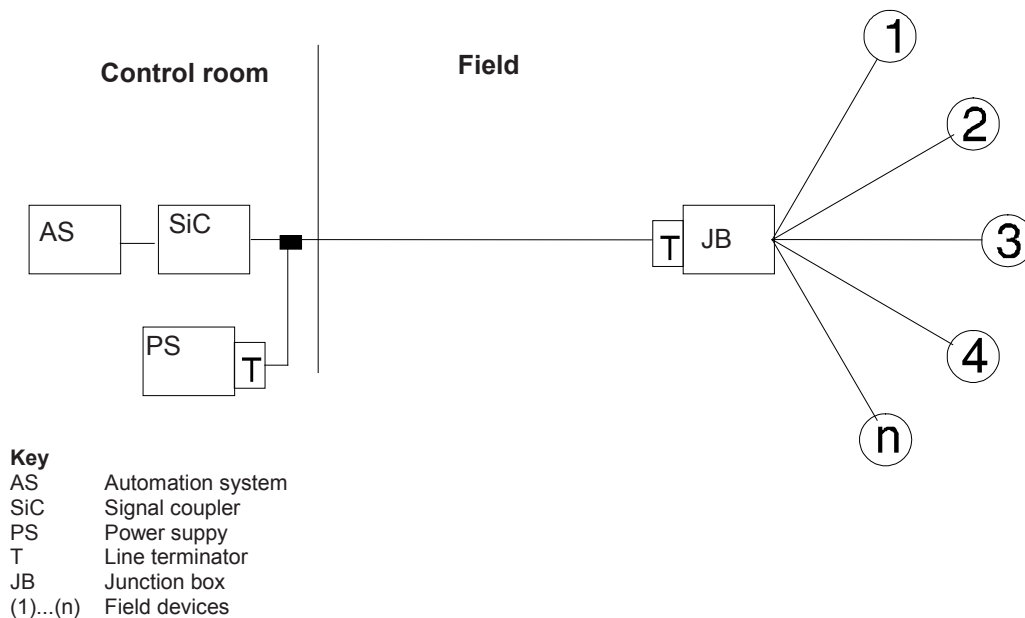 Control room
Field
1
2
3
4
n
AS
SiC
T
JB
PS
T
Key
AS Automation system
SiC Signal coupler
PS Power suppy
T Line terminator
JB Junction box
(1)...(n) Field devices